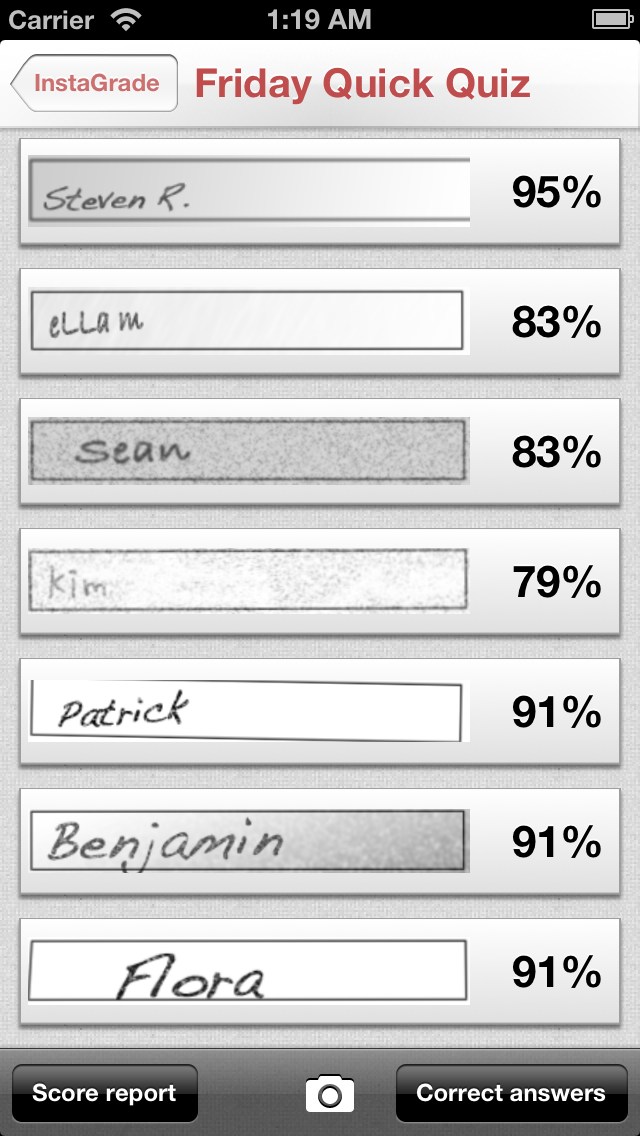 Carrier 1:19 AM
InstaGrade Friday Quick Quiz
Steven R. 95%
eLLa m 83%
Sean 83%
kim 79%
Patrick 91%
Benjamin 91%
Flora 91%
Score report Correct answers